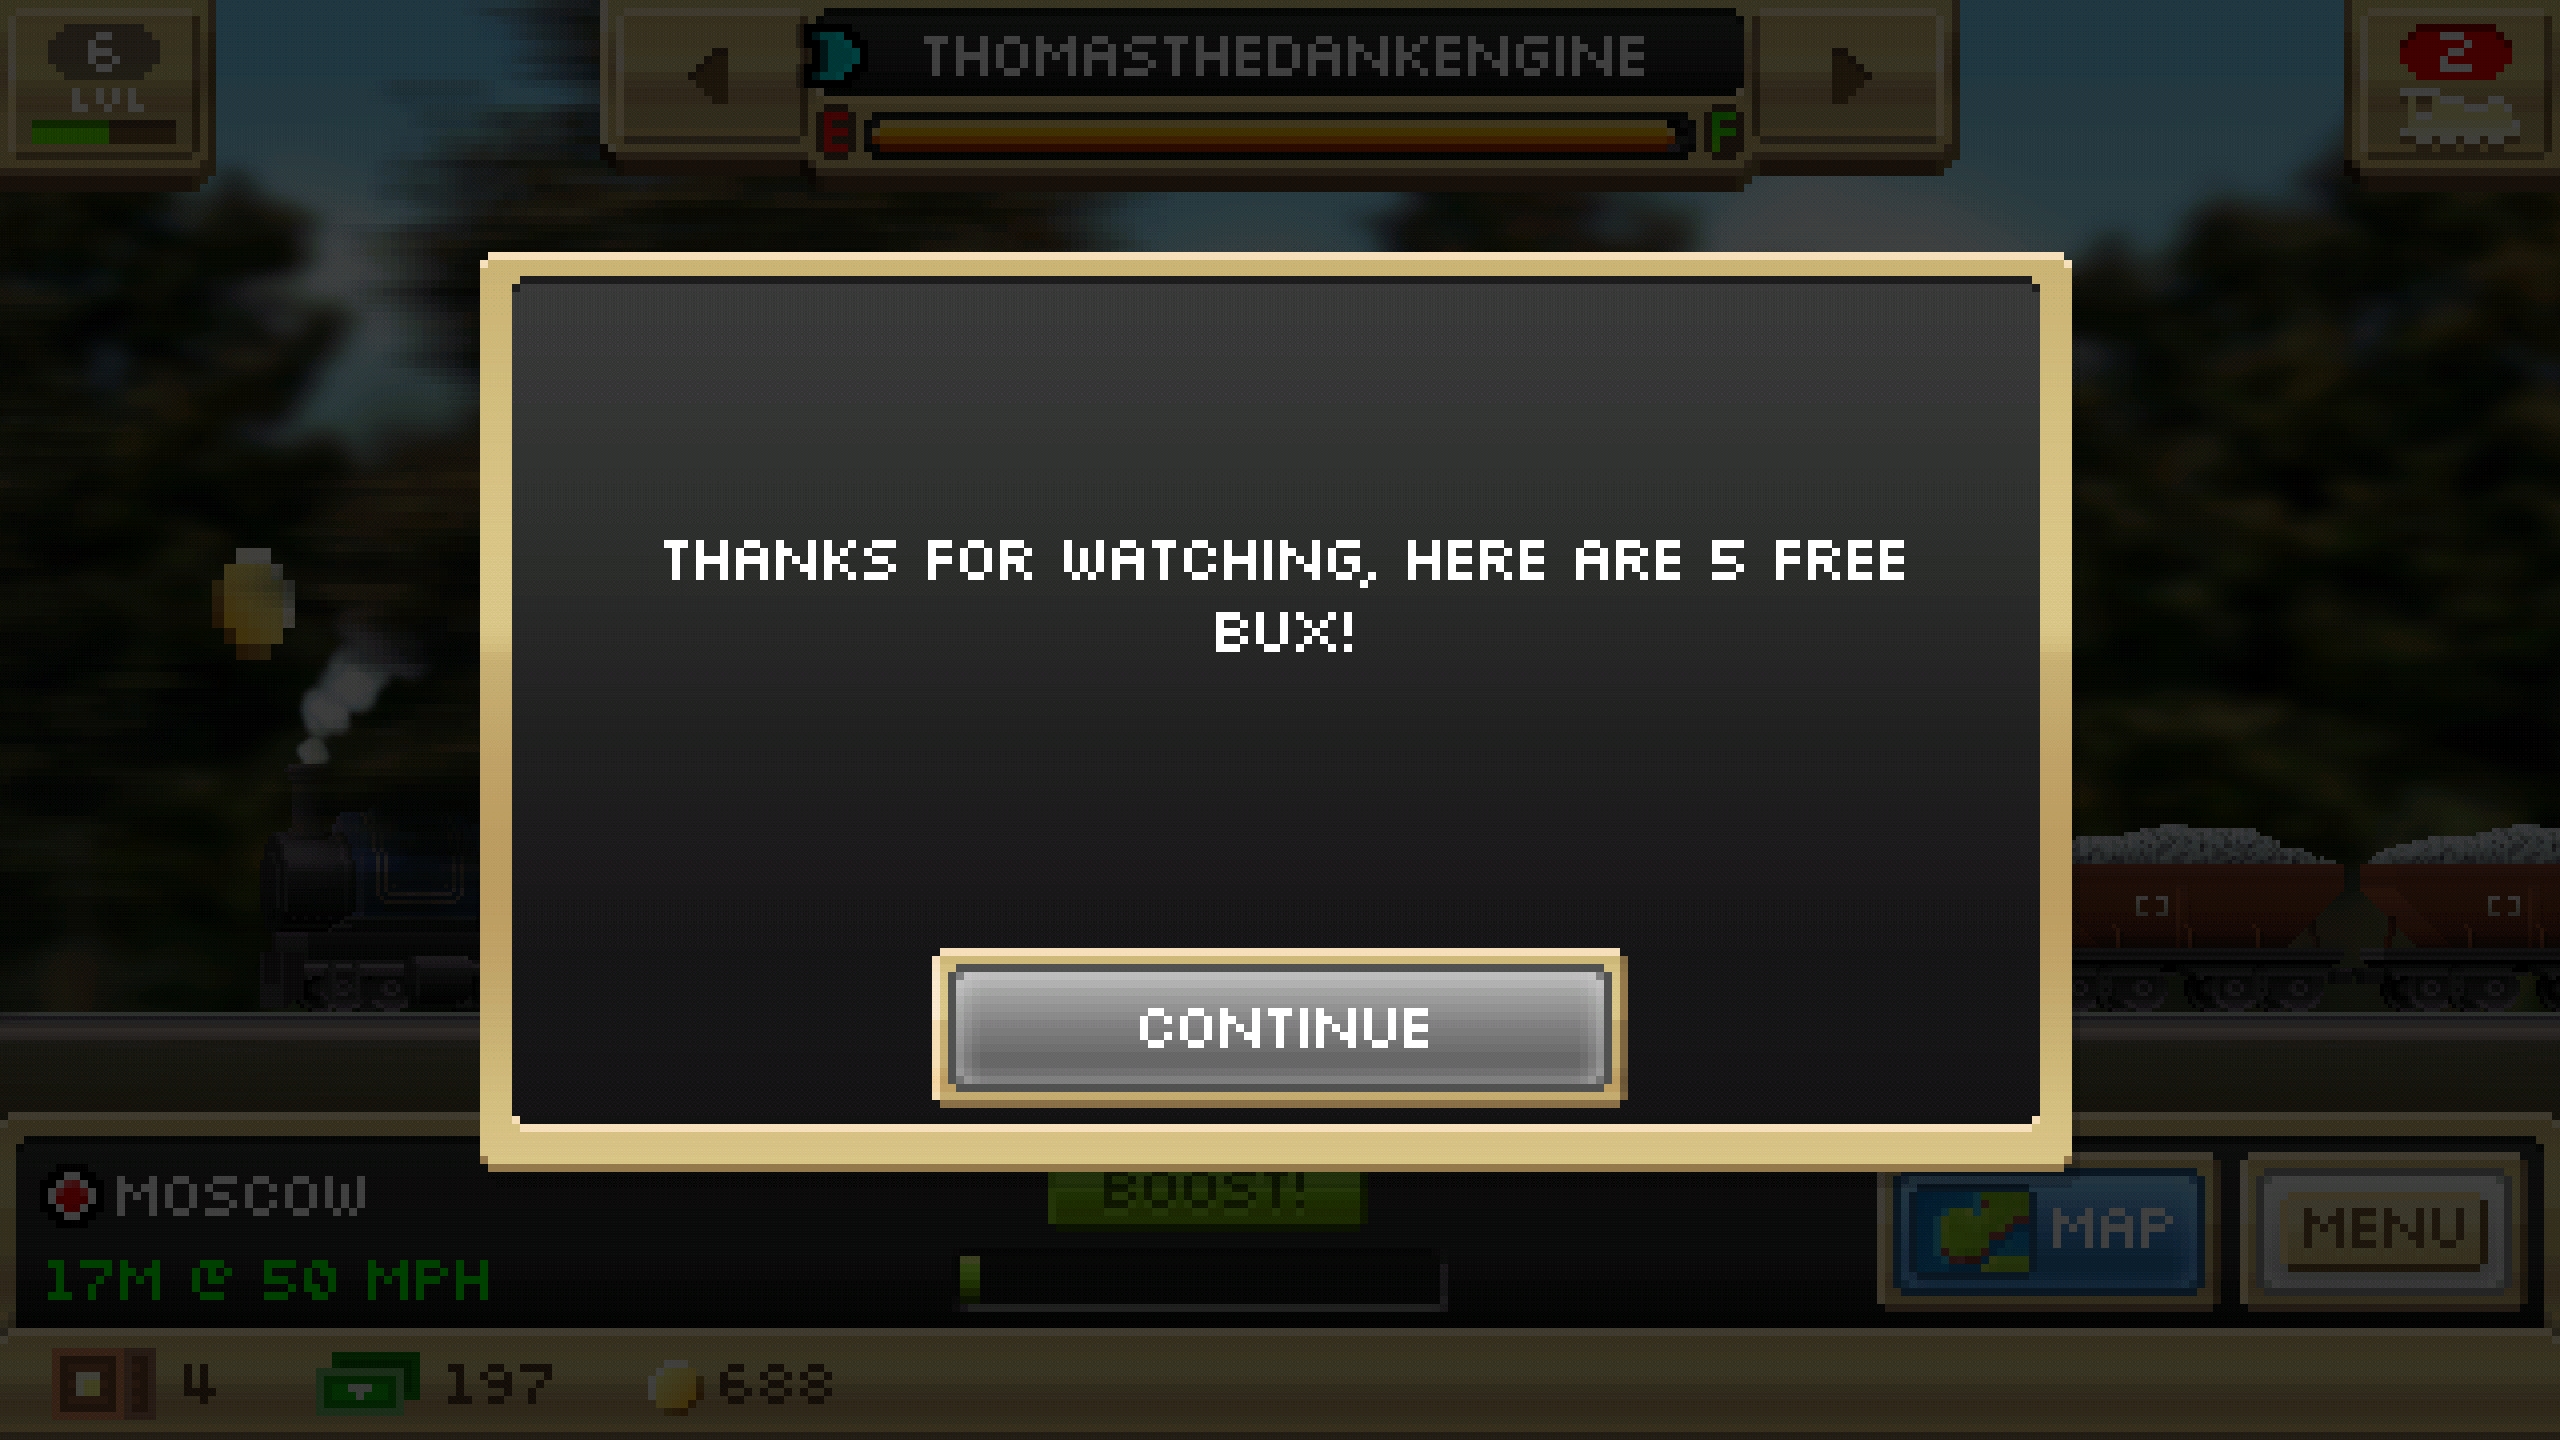 6
LVL
THOMASTHEDANKENGINE
E F
2
THANKS FOR WATCHING, HERE ARE 5 FREE
BUX!
CONTINUE
MOSCOW
17M @ 50 MPH
BOOST!
MAP
MENU
4 197 688